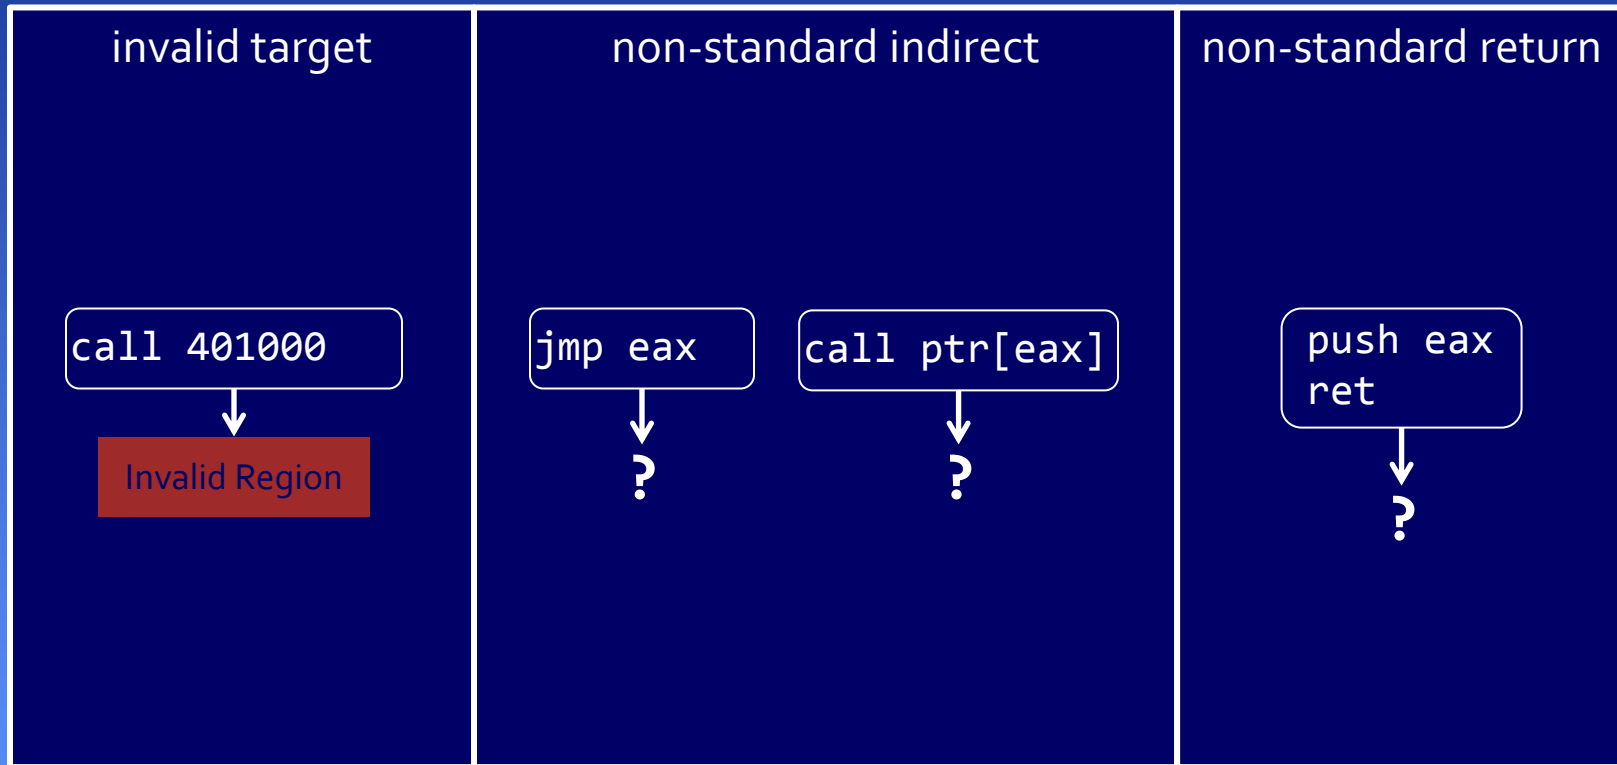 invalid target
non-standard indirect
non-standard return
call 401000
Invalid Region
jmp eax
?
call ptr[eax]
?
push eax
ret
?